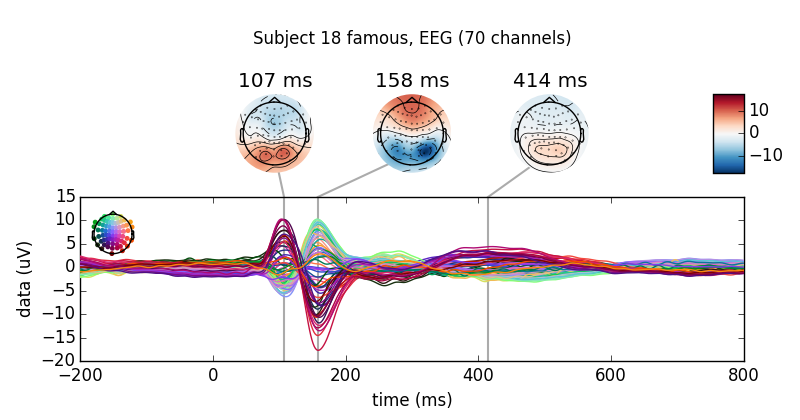 Subject 18 famous, EEG (70 channels)
107 ms 158 ms 414 ms
10
0
−10
15
10
5
0
−5
−10
−15
−20
data (uV)
−200 0 200 400 600 800
time (ms)